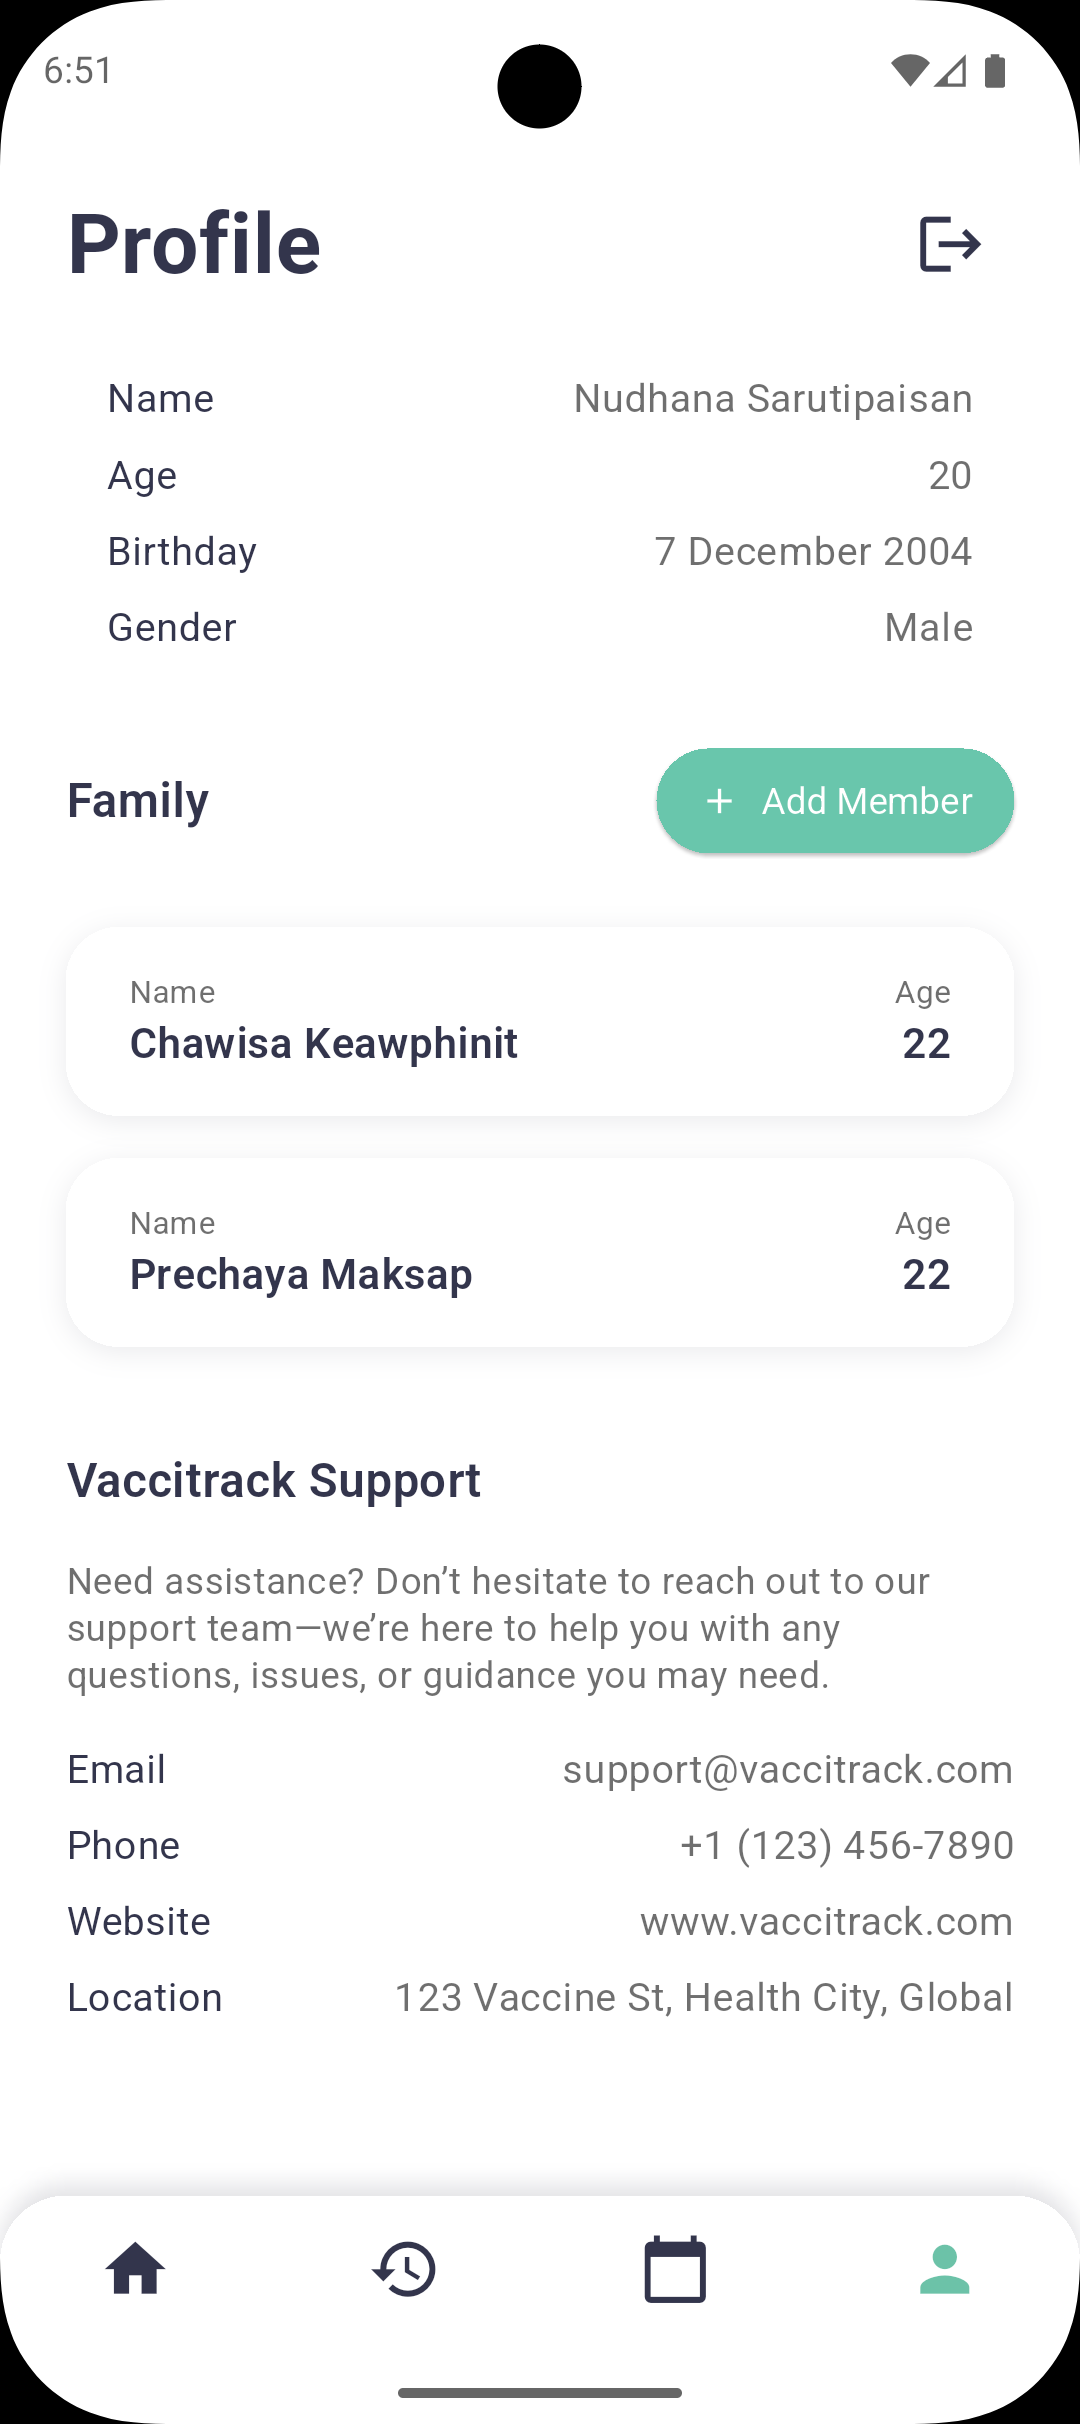 6:51
Profile
Name Nudhana Sarutipaisan
Age 20
Birthday 7 December 2004
Gender Male
Family + Add Member
Name Age
Chawisa Keawphinit 22
Name Age
Prechaya Maksap 22
Vaccitrack Support
Need assistance? Don’t hesitate to reach out to our
support team—we’re here to help you with any
questions, issues, or guidance you may need.
Email support@vaccitrack.com
Phone +1 (123) 456-7890
Website www.vaccitrack.com
Location 123 Vaccine St, Health City, Global